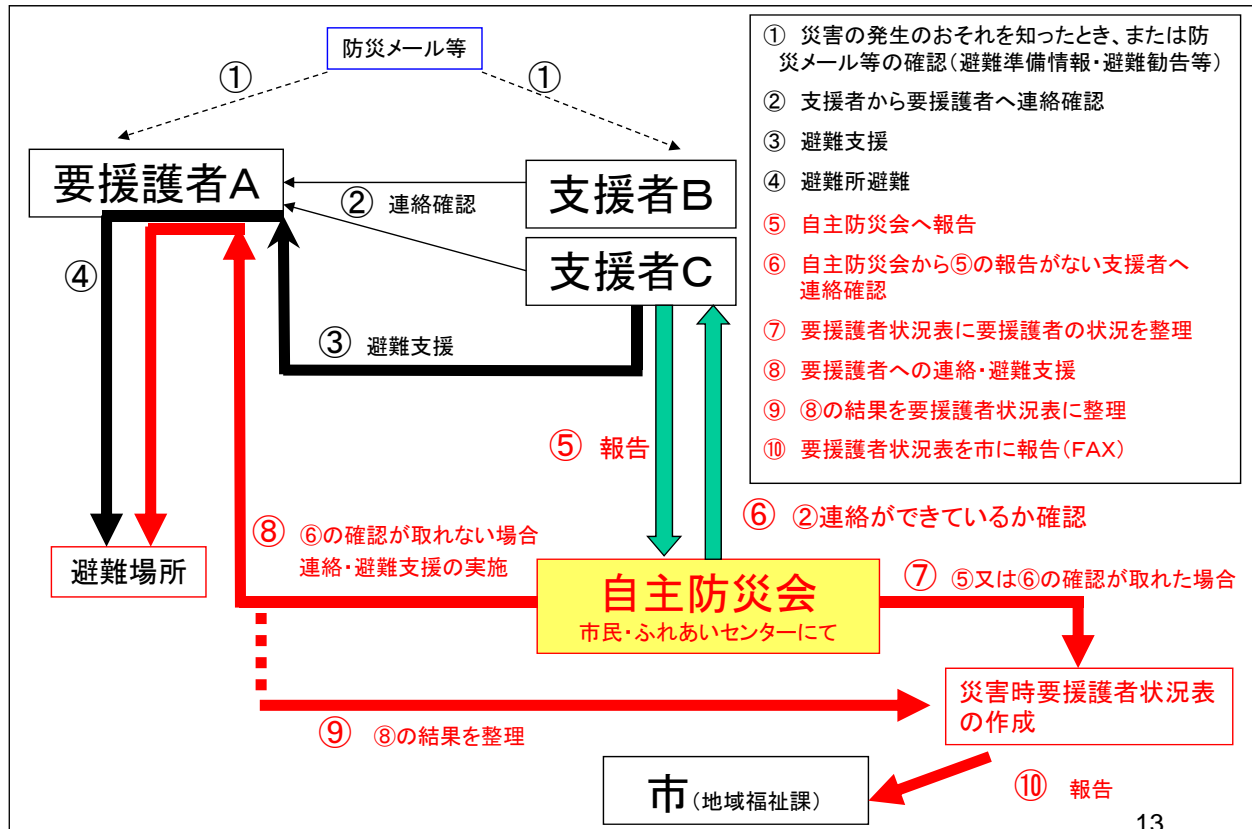 防災メール等
①
①
要援護者A
支援者B
② 連絡確認
支援者C
④
③ 避難支援
⑤ 報告
⑥ ②連絡ができているか確認
⑧ ⑥の確認が取れない場合
連絡・避難支援の実施
避難場所
自主防災会
市民・ふれあいセンターにて
⑦ ⑤又は⑥の確認が取れた場合
災害時要援護者状況表
の作成
⑨ ⑧の結果を整理
市(地域福祉課)
⑩ 報告
① 災害の発生のおそれを知ったとき、または防
災メール等の確認(避難準備情報・避難勧告等)
② 支援者から要援護者へ連絡確認
③ 避難支援
④ 避難所避難
⑤ 自主防災会へ報告
⑥ 自主防災会から⑤の報告がない支援者へ
連絡確認
⑦ 要援護者状況表に要援護者の状況を整理
⑧ 要援護者への連絡・避難支援
⑨ ⑧の結果を要援護者状況表に整理
⑩ 要援護者状況表を市に報告(FAX)
13